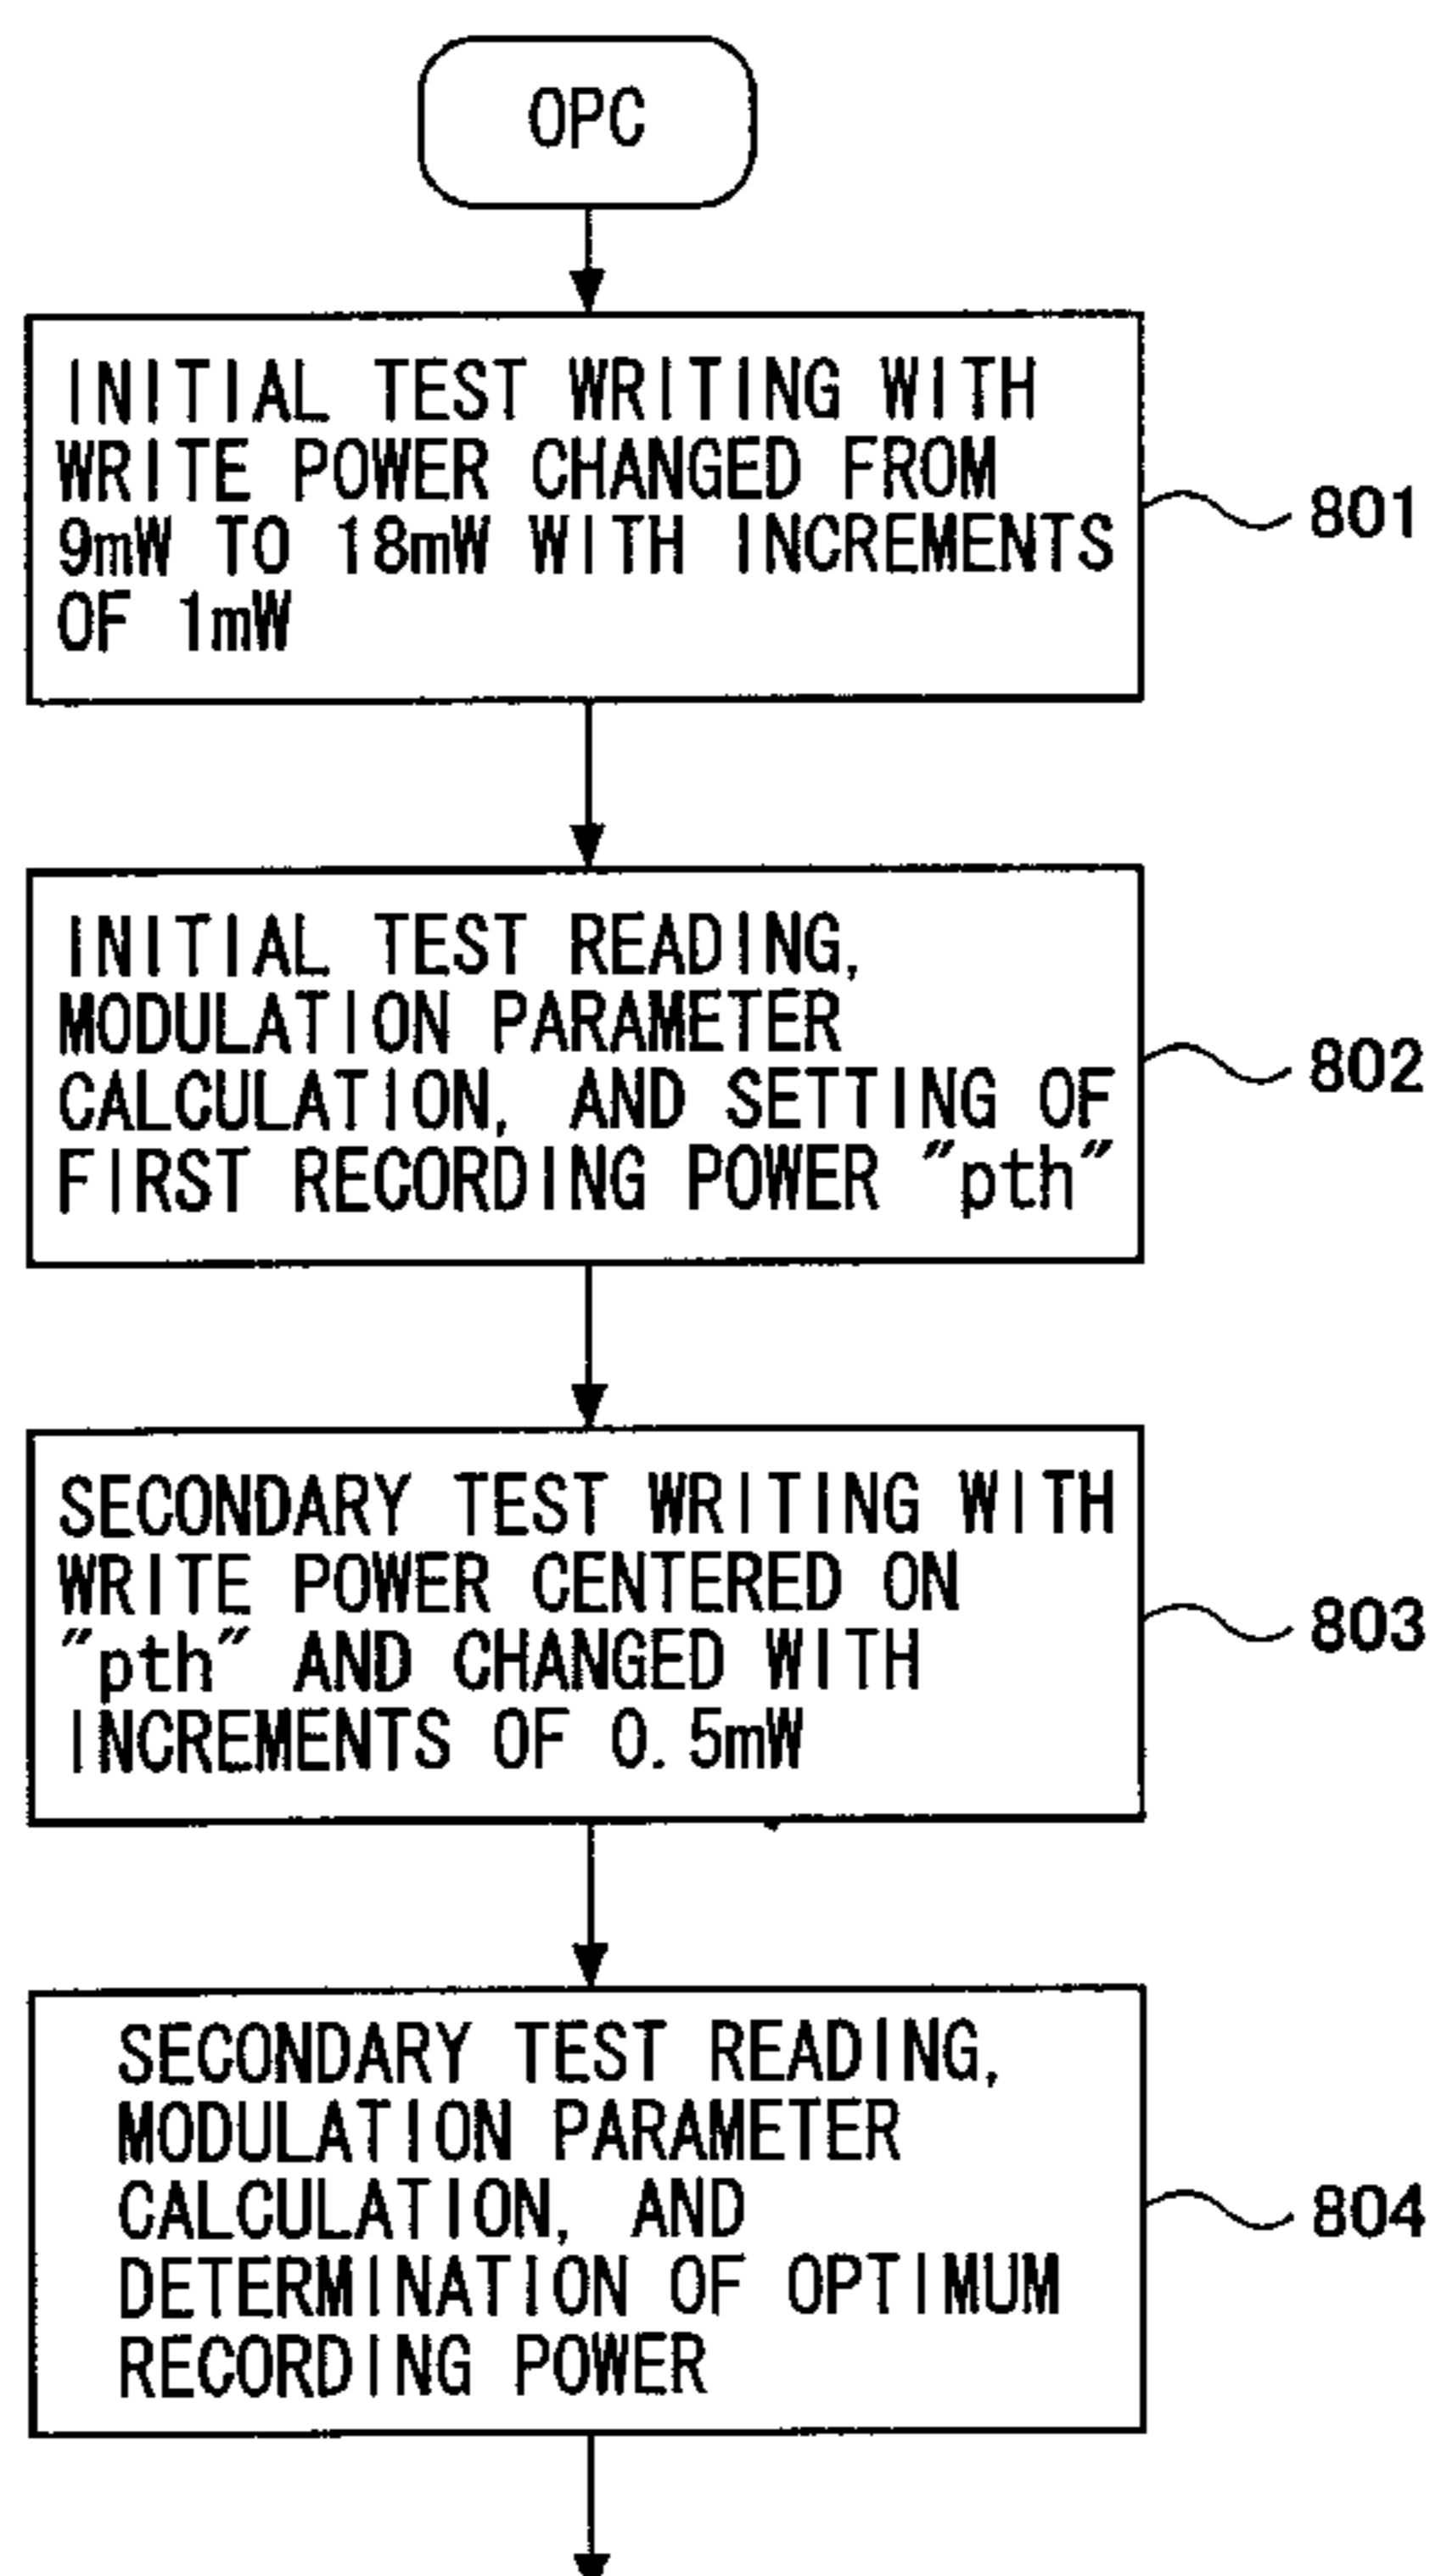 OPC
INITIAL TEST WRITING WITH
WRITE POWER CHANGED FROM
9mW TO 18mW WITH INCREMENTS
OF 1mW
801
INITIAL TEST READING,
MODULATION PARAMETER
CALCULATION, AND SETTING OF
FIRST RECORDING POWER "pth"
802
SECONDARY TEST WRITING WITH
WRITE POWER CENTERED ON
"pth" AND CHANGED WITH
INCREMENTS OF 0.5mW
803
SECONDARY TEST READING,
MODULATION PARAMETER
CALCULATION, AND
DETERMINATION OF OPTIMUM
RECORDING POWER
804